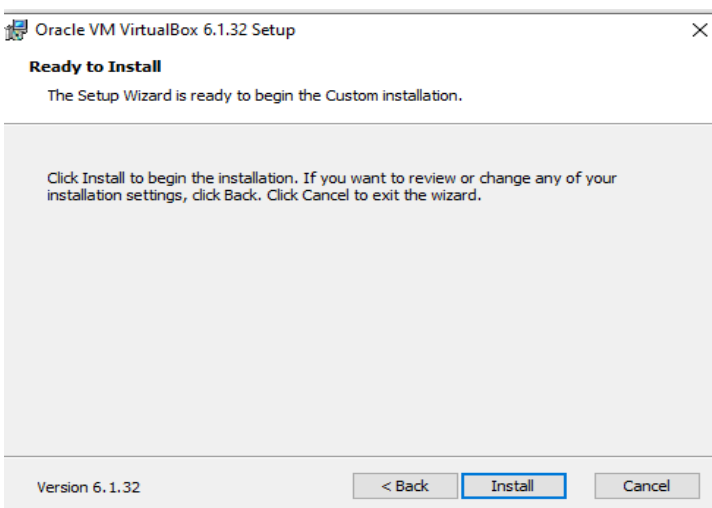 Oracle VM VirtualBox 6.1.32 Setup
Ready to Install
The Setup Wizard is ready to begin the Custom installation.
Click Install to begin the installation. If you want to review or change any of your
installation settings, click Back. Click Cancel to exit the wizard.
Version 6.1.32
< Back
Install
Cancel